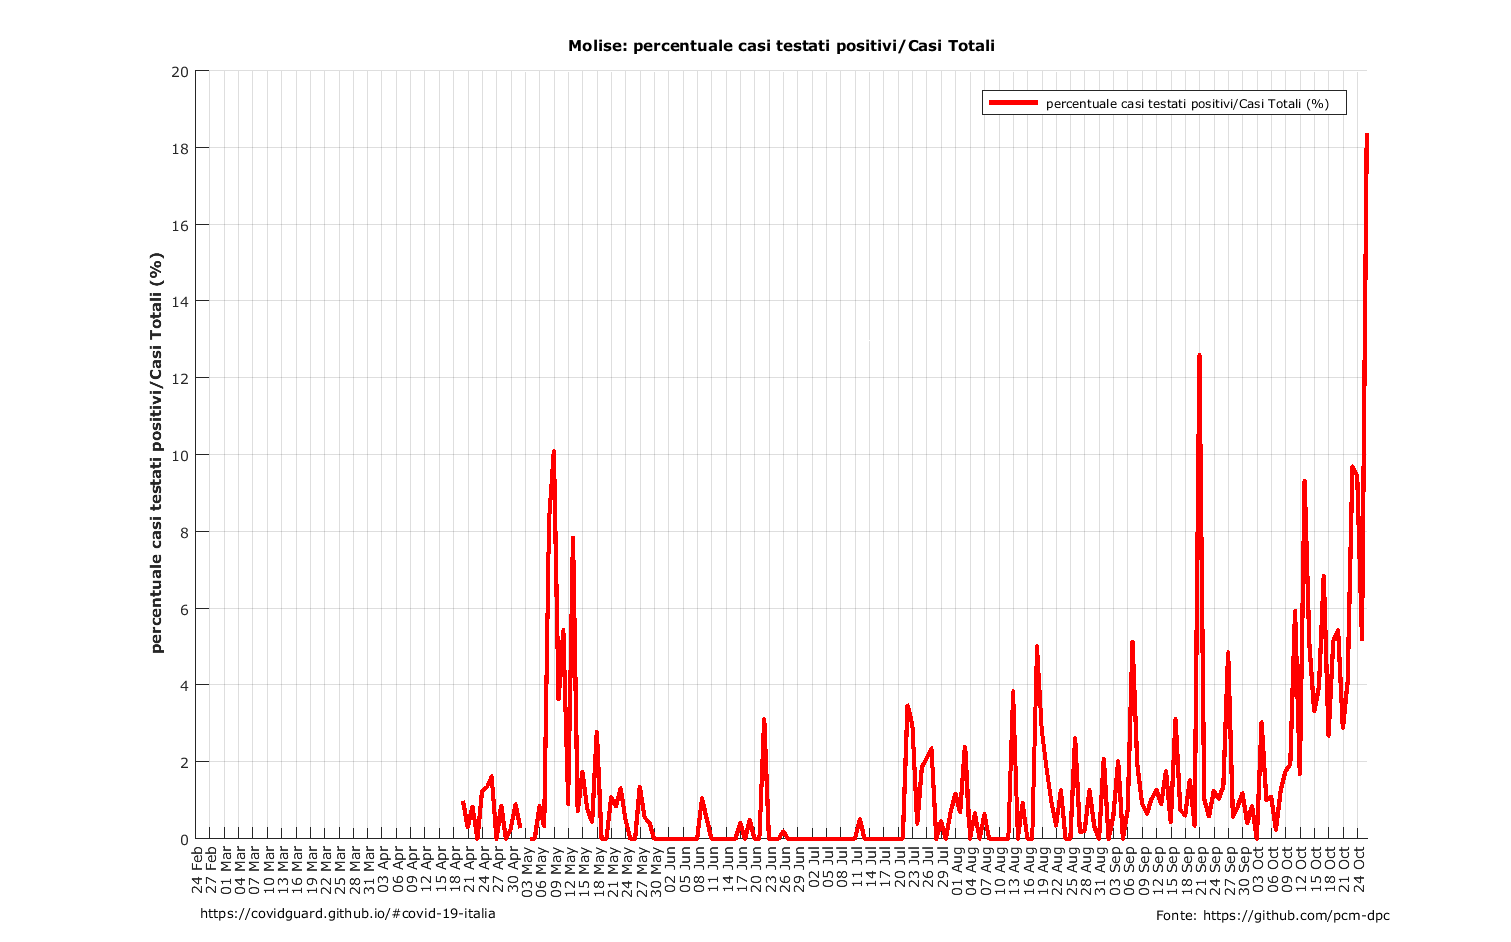 Molise: percentuale casi testati positivi/Casi Totali
percentuale casi testati positivi/Casi Totali (%)
percentuale casi testati positivi/Casi Totali (%)
20
18
16
14
12
10
8
6
4
2
0
24 Feb
27 Feb
01 Mar
04 Mar
07 Mar
10 Mar
13 Mar
16 Mar
19 Mar
22 Mar
25 Mar
28 Mar
31 Mar
03 Apr
06 Apr
09 Apr
12 Apr
15 Apr
18 Apr
21 Apr
24 Apr
27 Apr
30 Apr
03 May
06 May
09 May
12 May
15 May
18 May
21 May
24 May
27 May
30 May
02 Jun
05 Jun
08 Jun
11 Jun
14 Jun
17 Jun
20 Jun
23 Jun
26 Jun
29 Jun
02 Jul
05 Jul
08 Jul
11 Jul
14 Jul
17 Jul
20 Jul
23 Jul
26 Jul
29 Jul
01 Aug
04 Aug
07 Aug
10 Aug
13 Aug
16 Aug
19 Aug
22 Aug
25 Aug
28 Aug
31 Aug
03 Sep
06 Sep
09 Sep
12 Sep
15 Sep
18 Sep
21 Sep
24 Sep
27 Sep
30 Sep
03 Oct
06 Oct
09 Oct
12 Oct
15 Oct
18 Oct
21 Oct
24 Oct
https://covidguard.github.io/#covid-19-italia
Fonte: https://github.com/pcm-dpc